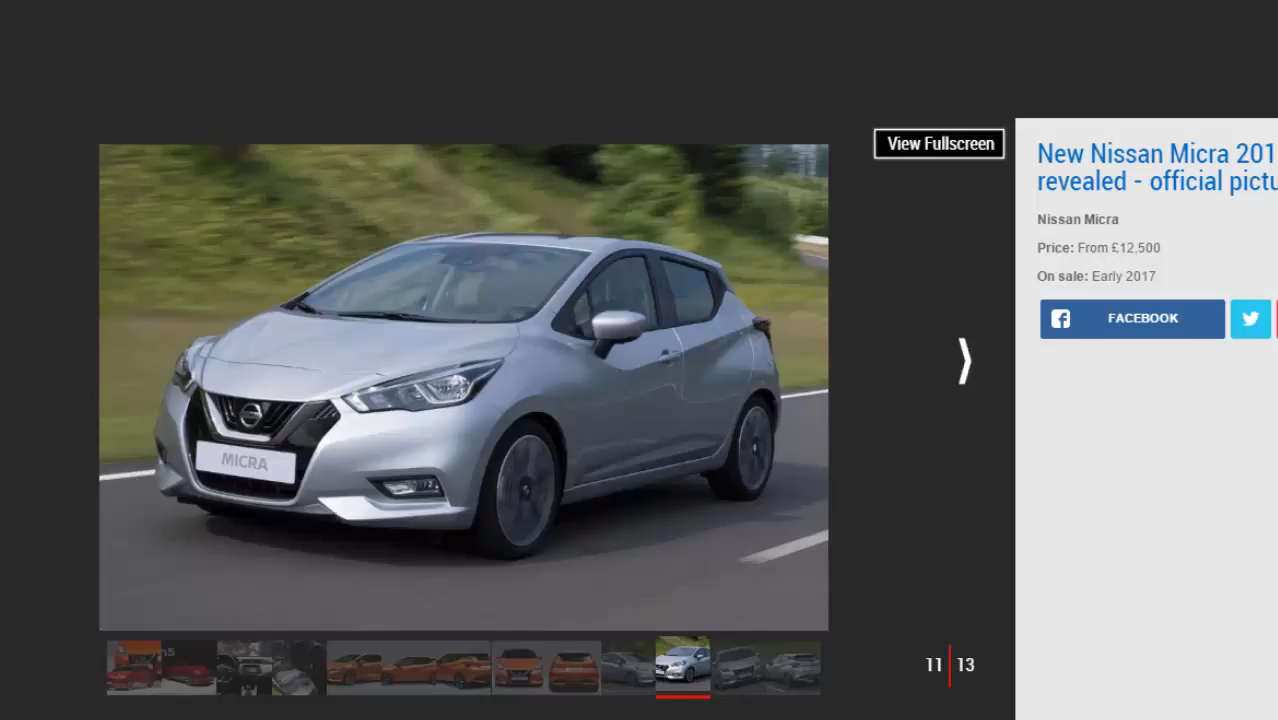 View Fullscreen
New Nissan Micra 201
revealed - official pictu
Nissan Micra
Price: From £12,500
On sale: Early 2017
FACEBOOK
MICRA
11 | 13